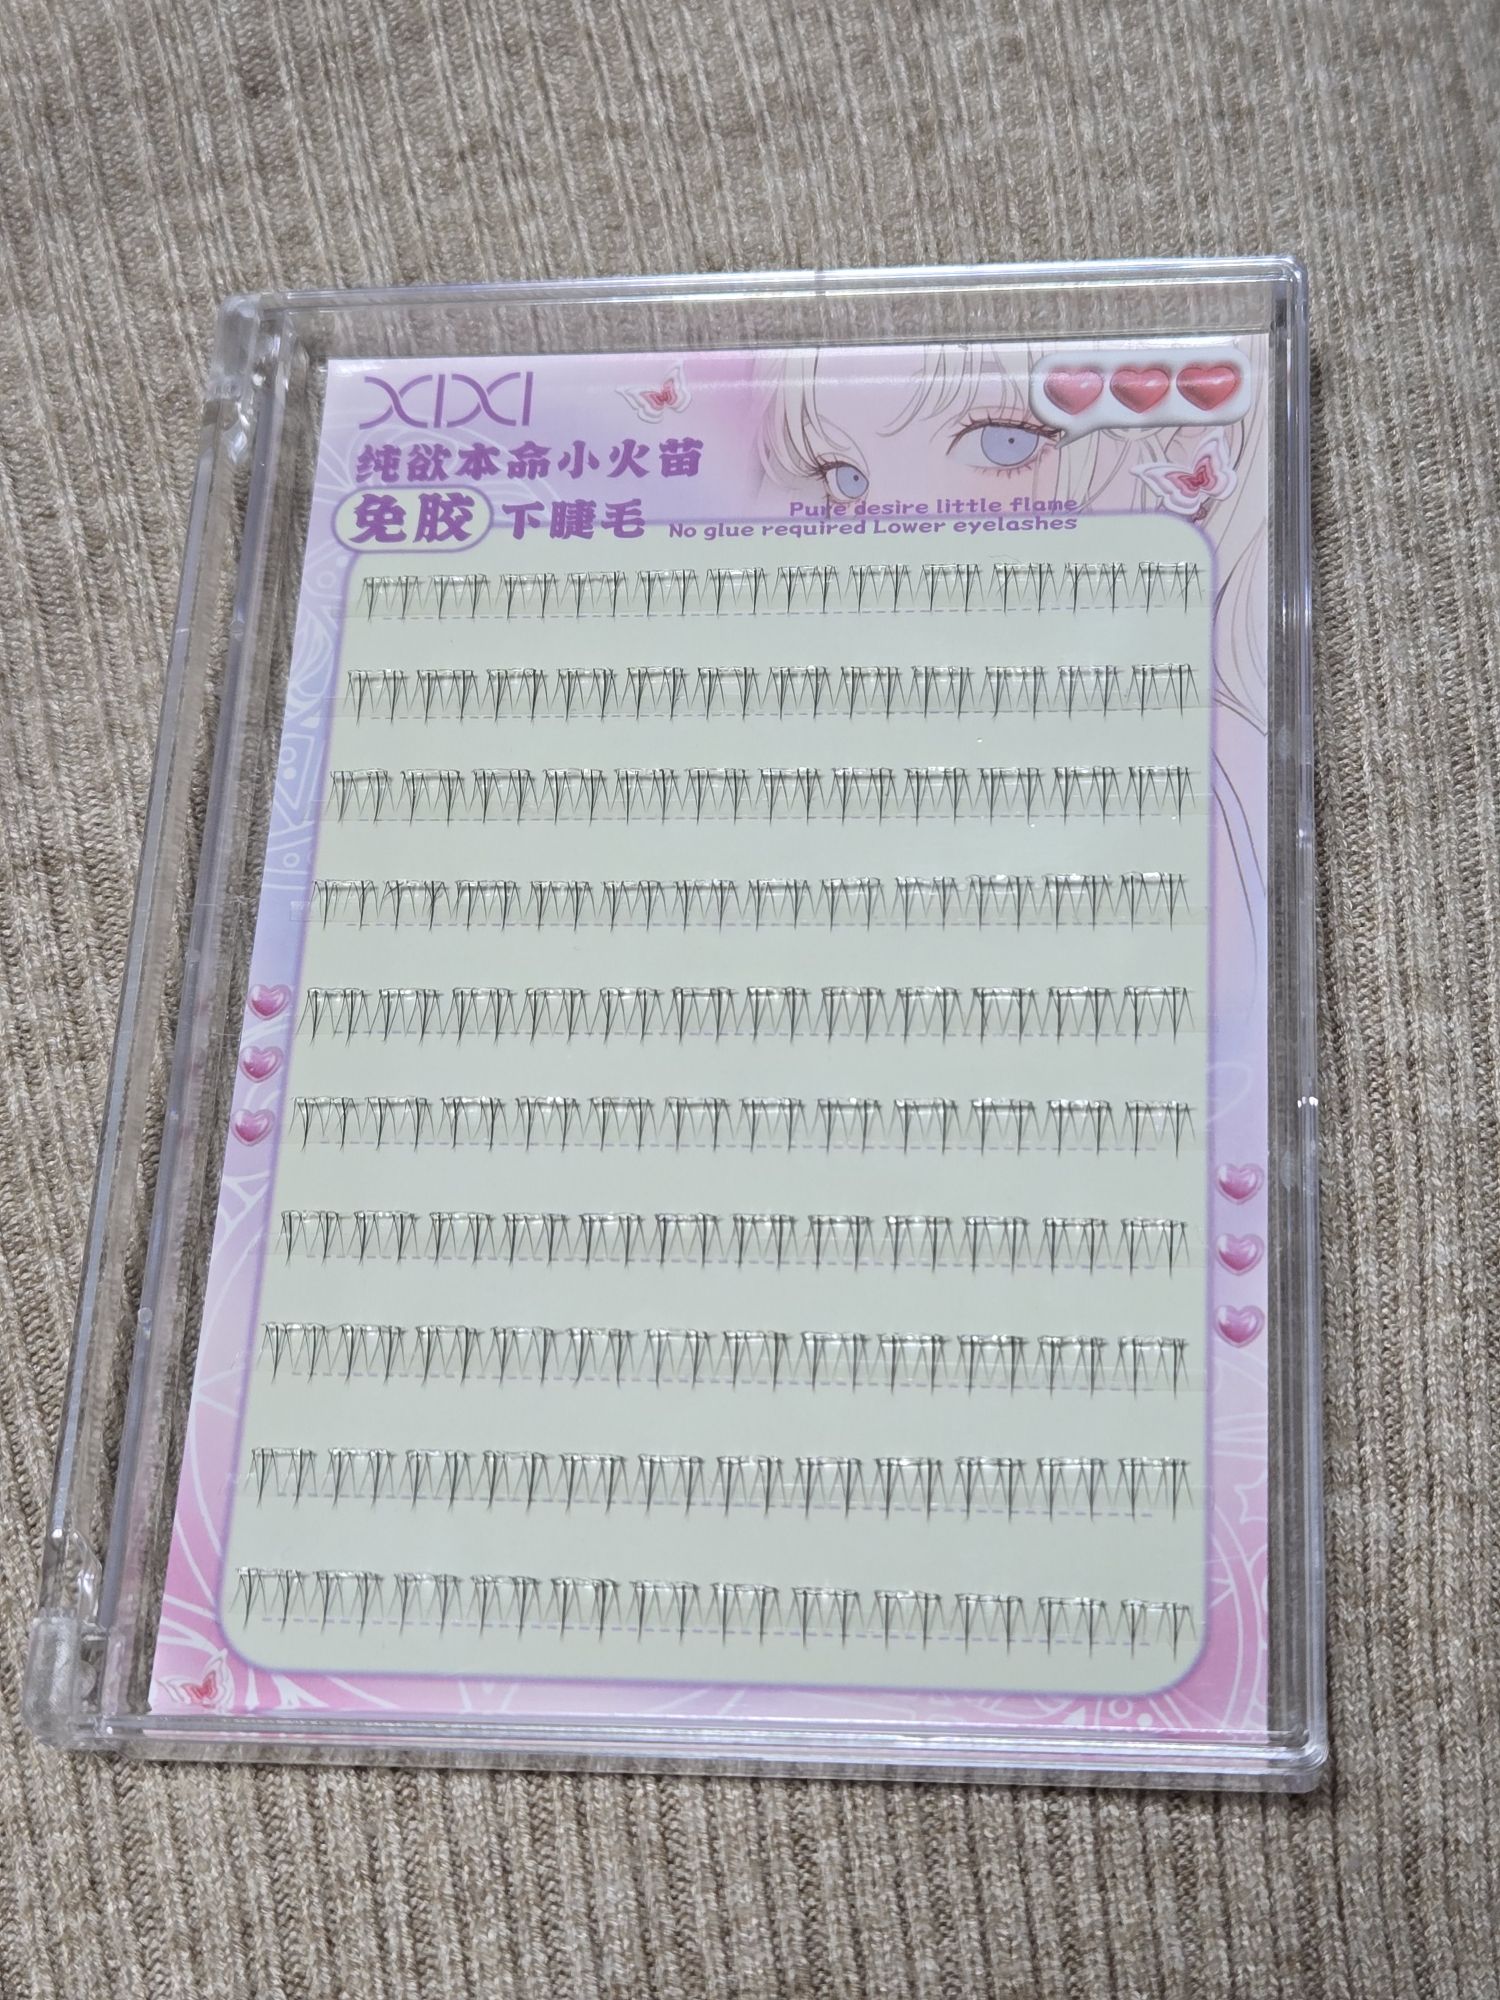 XIXI
纯欲本命小火苗
免胶 下睫毛
Pure desire little flame
No glue required Lower eyelashes